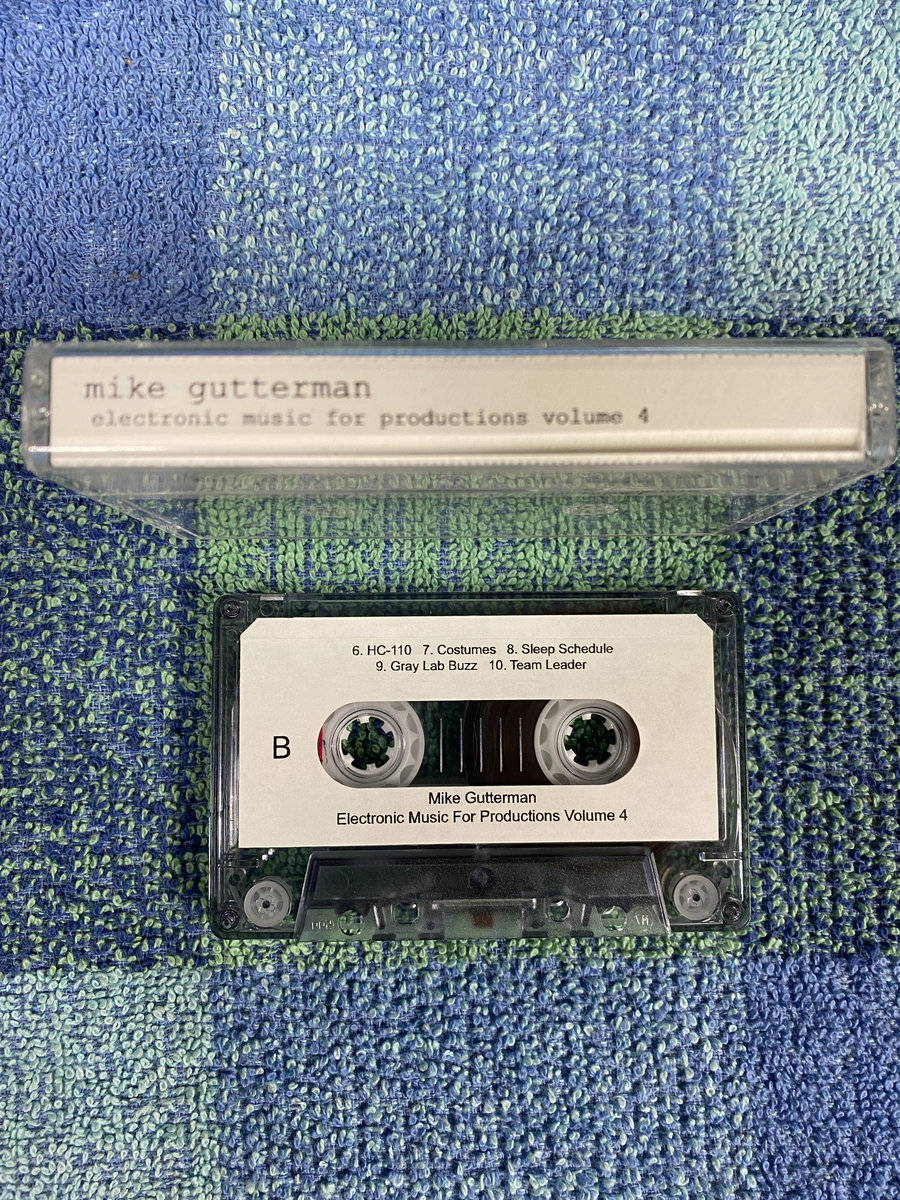 mike gutterman
electronic music for productions volume 4
6. HC-110 7. Costumes 8. Sleep Schedule
9. Gray Lab Buzz 10. Team Leader
B
Mike Gutterman
Electronic Music For Productions Volume 4